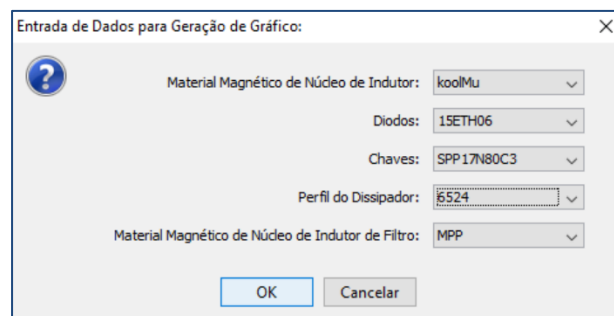 Entrada de Dados para Geração de Gráfico:
Material Magnético de Núcleo de Indutor: koolMu
Diodos: 15ETH06
Chaves: SPP17N80C3
Perfil do Dissipador: 6524
Material Magnético de Núcleo de Indutor de Filtro: MPP
OK Cancelar